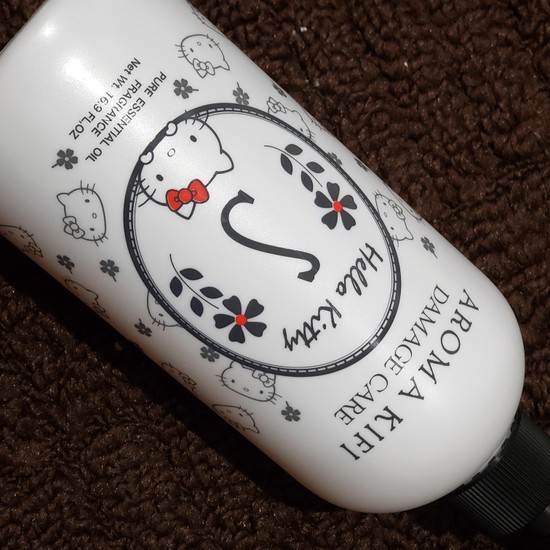 AROMA KIFI
DAMAGE CARE
Hello Kitty
S
PURE ESSENTIAL OIL
FRAGRANCE
Net Wt. 16.9 FL.OZ